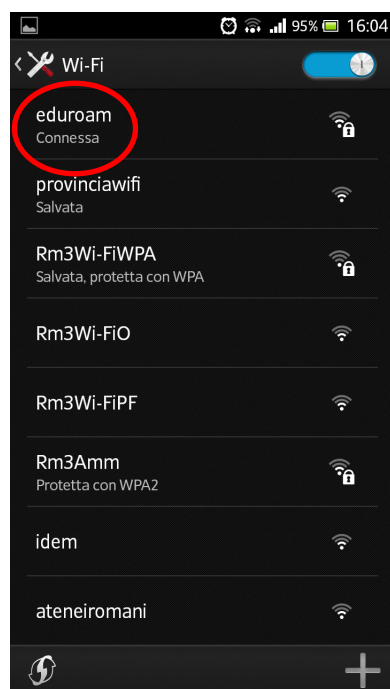 95% 16:04
Wi-Fi
eduroam
Connessa
provinciawifi
Salvata
Rm3Wi-FiWPA
Salvata, protetta con WPA
Rm3Wi-FiO
Rm3Wi-FiPF
Rm3Amm
Protetta con WPA2
idem
ateneiromani